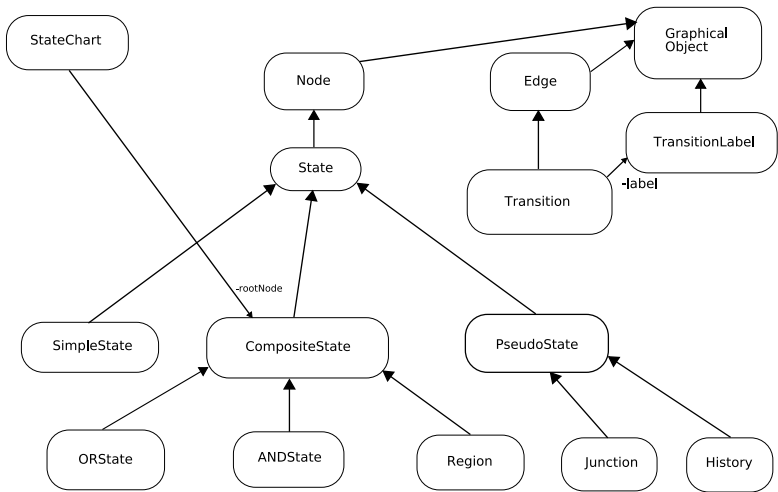 StateChart
Graphical
Object
Node
Edge
TransitionLabel
State
-label
Transition
-rootNode
SimpleState
CompositeState
PseudoState
ORState
ANDState
Region
Junction
History